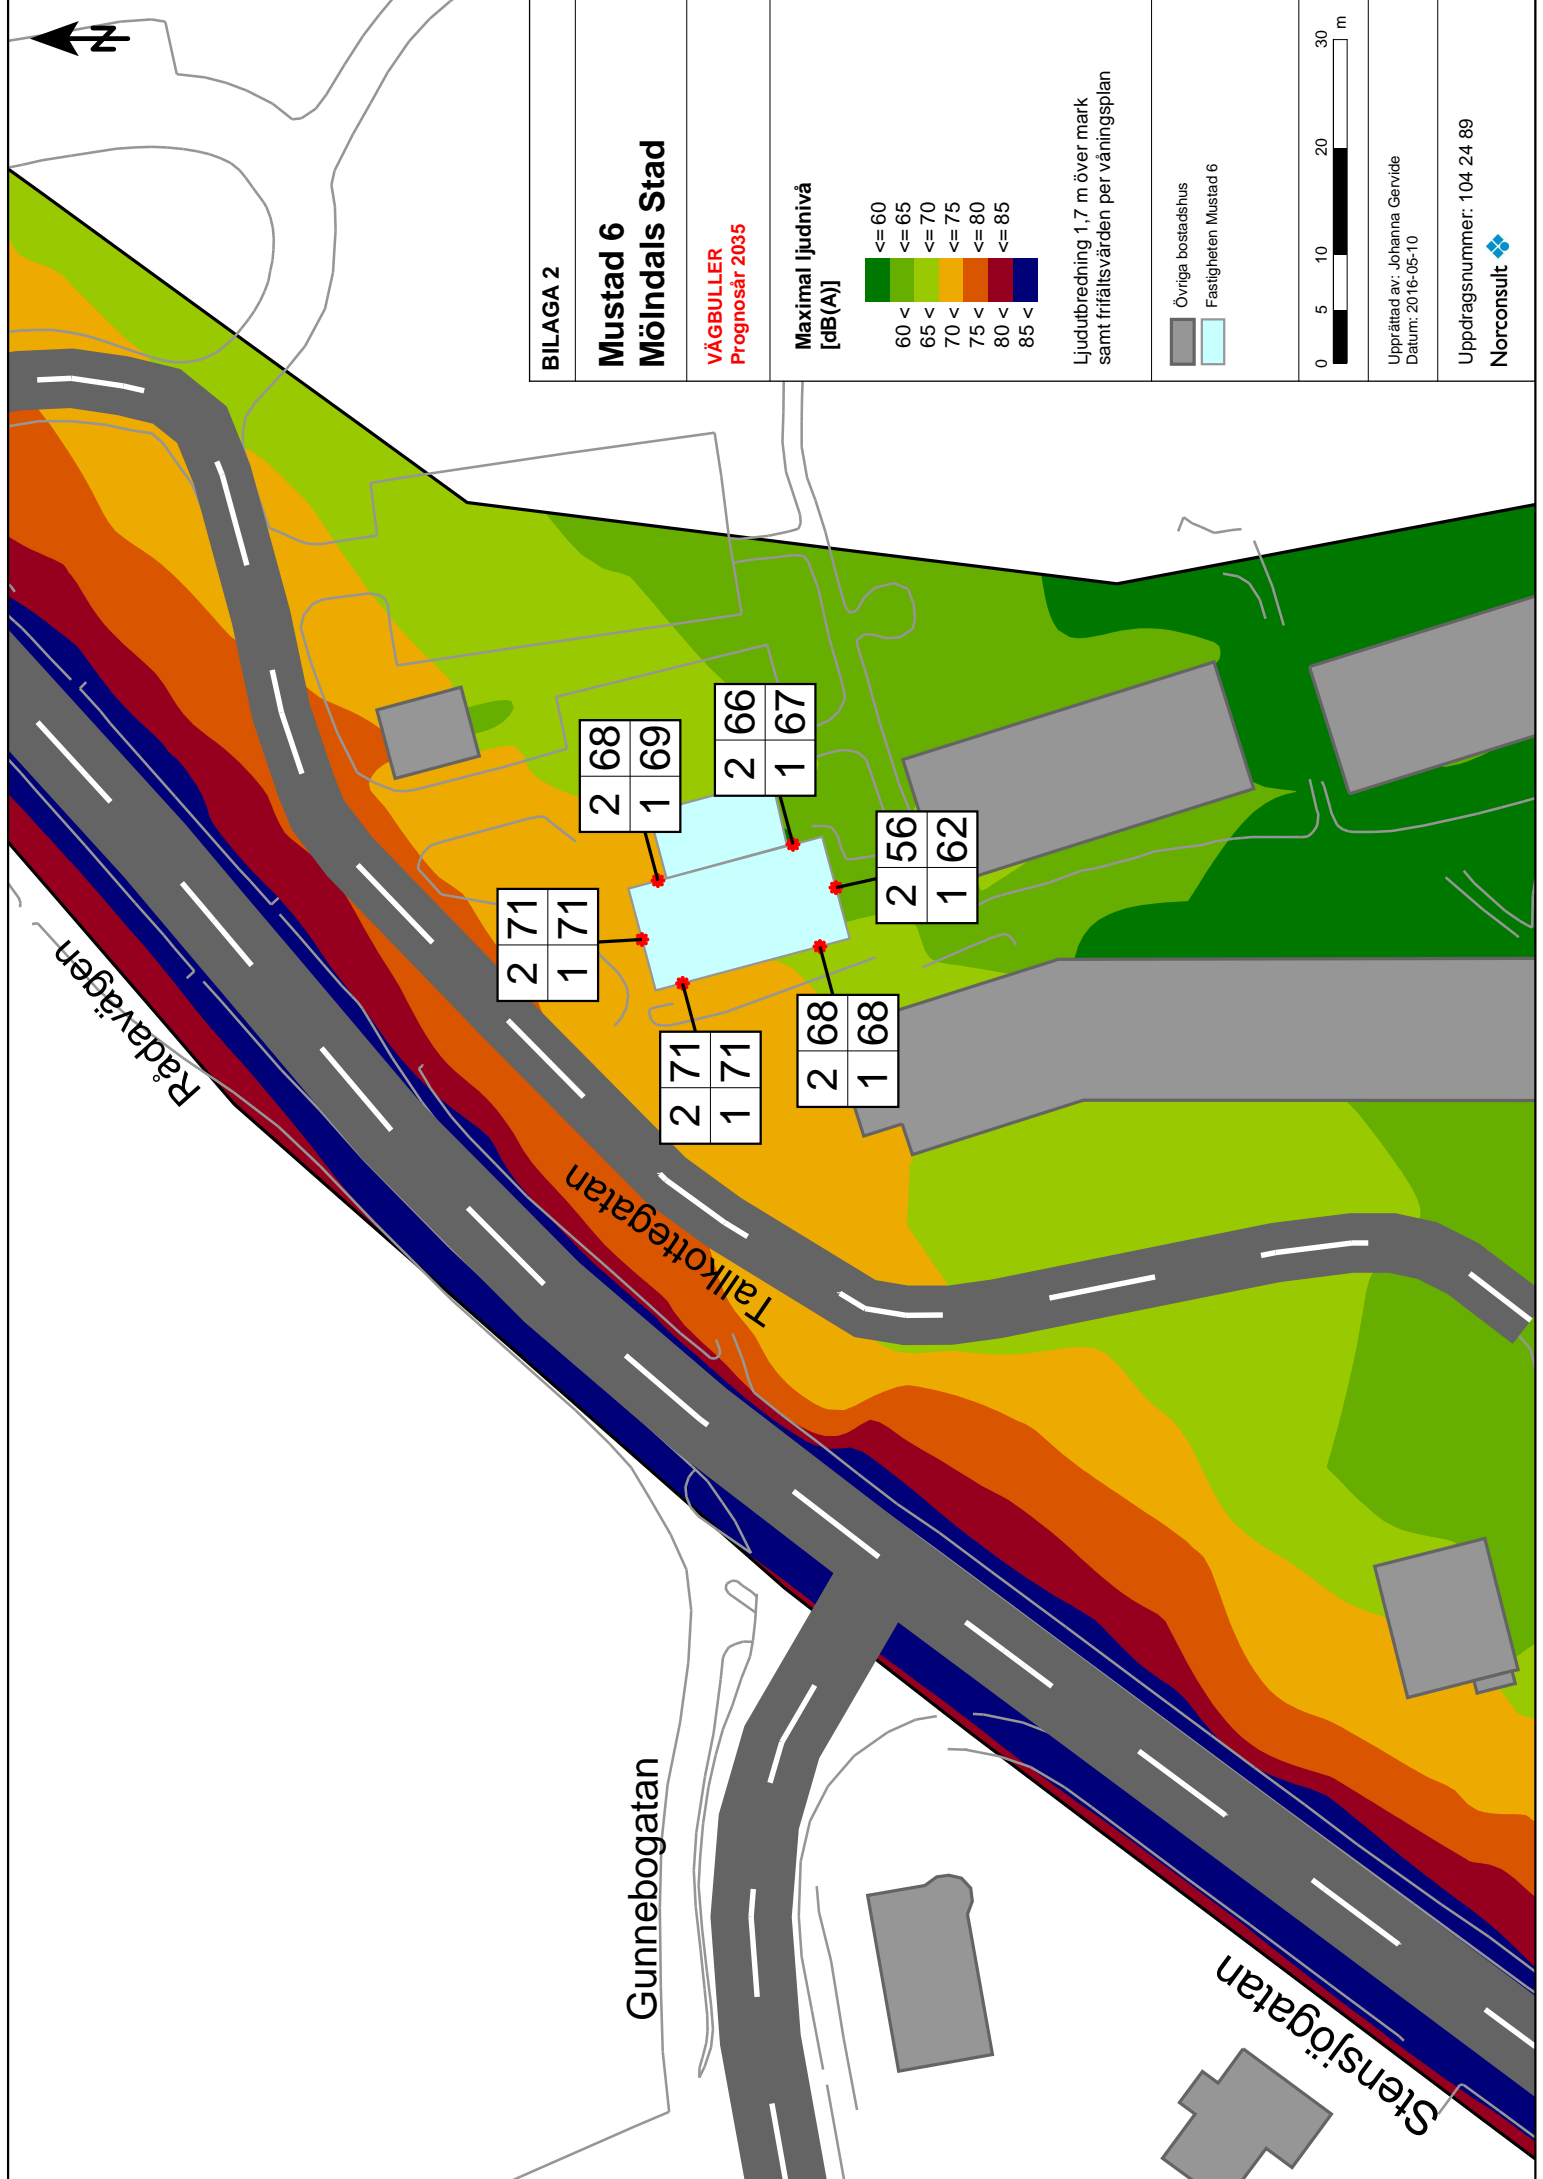 N
BILAGA 2
Mustad 6
Mölndals Stad
VÄGBULLER
Prognosår 2035
Maximal ljudnivå
[dB(A)]
<= 60
60 < <= 65
65 < <= 70
70 < <= 75
75 < <= 80
80 < <= 85
85 <
Ljudutbredning 1,7 m över mark
samt frifältsvärden per våningsplan
Övriga bostadshus
Fastigheten Mustad 6
0 5 10 20 30
m
Upprättad av: Johanna Gervide
Datum: 2016-05-10
Uppdragsnummer: 104 24 89
Norconsult
Rådavägen
Tallkottegatan
Gunnebogatan
Stensjögatan
2 71
1 71
2 68
1 69
2 66
1 67
2 71
1 71
2 68
1 68
2 56
1 62